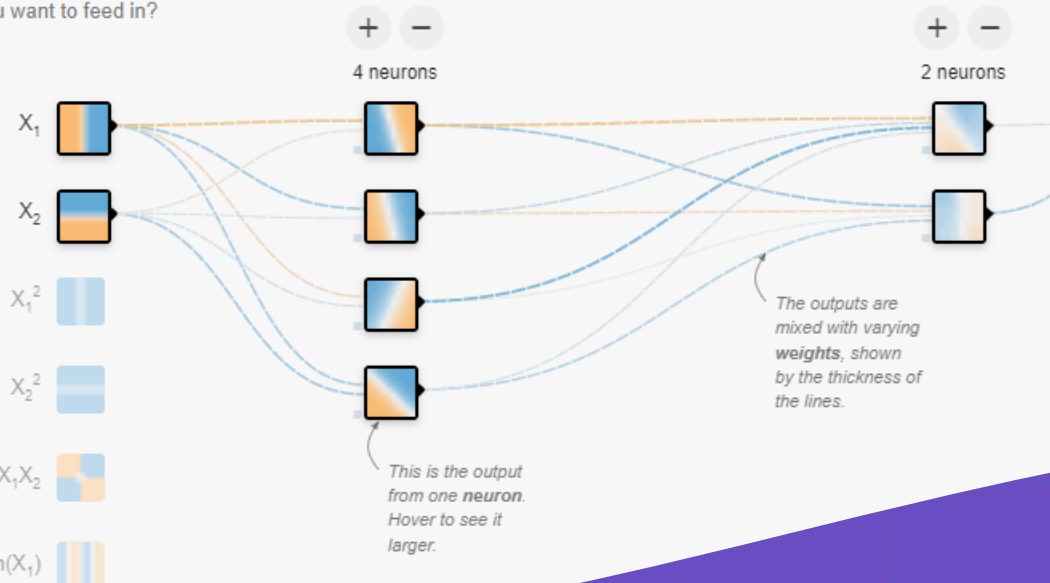 u want to feed in?
+ −
+ −
4 neurons
2 neurons
X₁
X₂
X₁²
X₂²
X₁X₂
n(X₁)
The outputs are
mixed with varying
weights, shown
by the thickness of
the lines.
This is the output
from one neuron.
Hover to see it
larger.